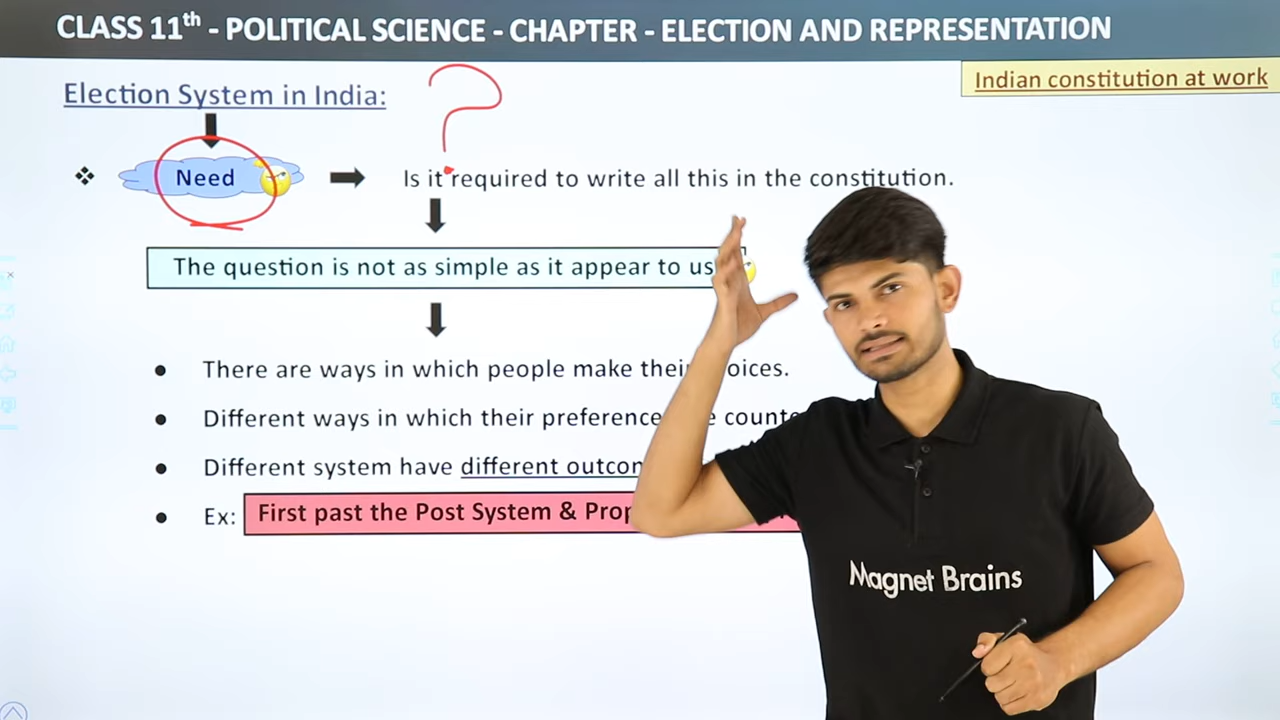 CLASS 11th - POLITICAL SCIENCE - CHAPTER - ELECTION AND REPRESENTATION
Indian constitution at work
Election System in India:
?
❖ Need Is it required to write all this in the constitution.
The question is not as simple as it appear to us
● There are ways in which people make their
● Different ways in which their
● Different system have different
● Ex: First past the Post System &
Magnet Brains